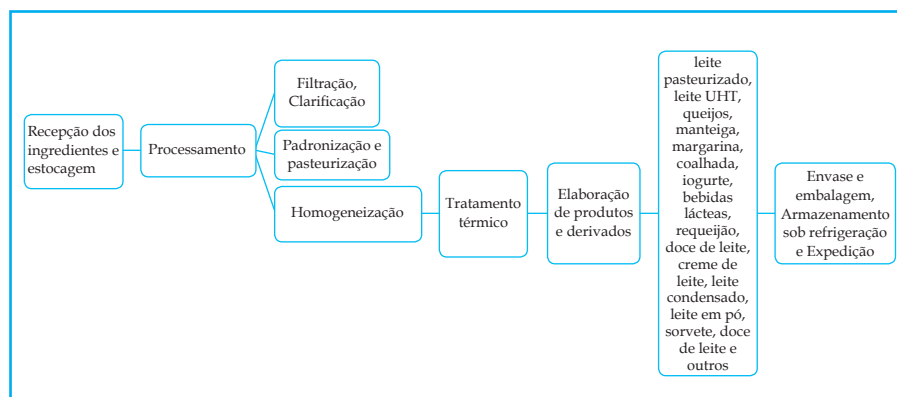 Recepção dos
ingredientes e
estocagem
Processamento
Filtração,
Clarificação
Padronização e
pasteurização
Homogeneização
Tratamento
térmico
Elaboração
de produtos
e derivados
leite
pasteurizado,
leite UHT,
queijos,
manteiga,
margarina,
coalhada,
iogurte,
bebidas
lácteas,
requeijão,
doce de leite,
creme de
leite, leite
condensado,
leite em pó,
sorvete, doce
de leite e
outros
Envase e
embalagem,
Armazenamento
sob refrigeração
e Expedição